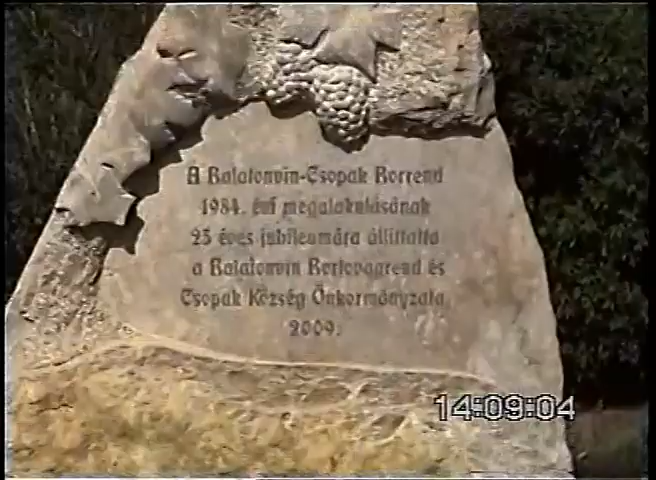 A Balatonvin-Csopak Borrend
1984. évi megalakulásának
25 éves jubileumára állíttatta
a Balatonvin Borlovagrend és
Csopak Község Önkormányzata
2009.
14:09:04